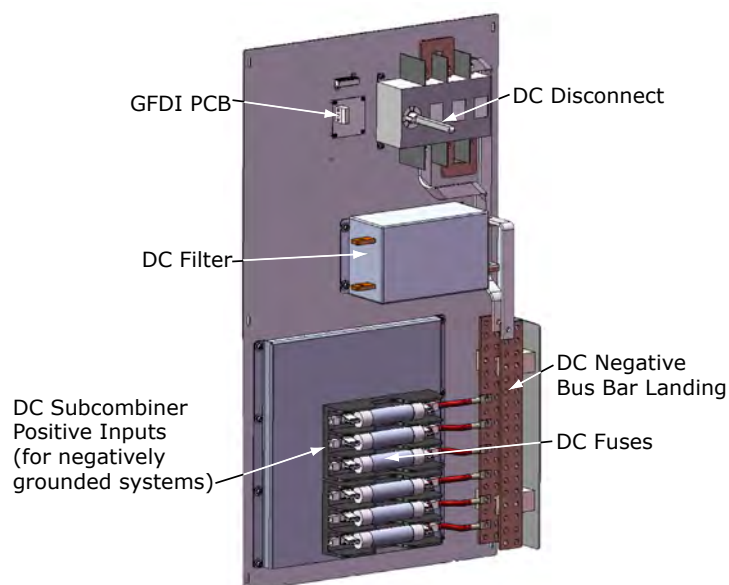 GFDI PCB
DC Disconnect
DC Filter
DC Negative
Bus Bar Landing
DC Subcombiner
Positive Inputs
(for negatively
grounded systems)
DC Fuses